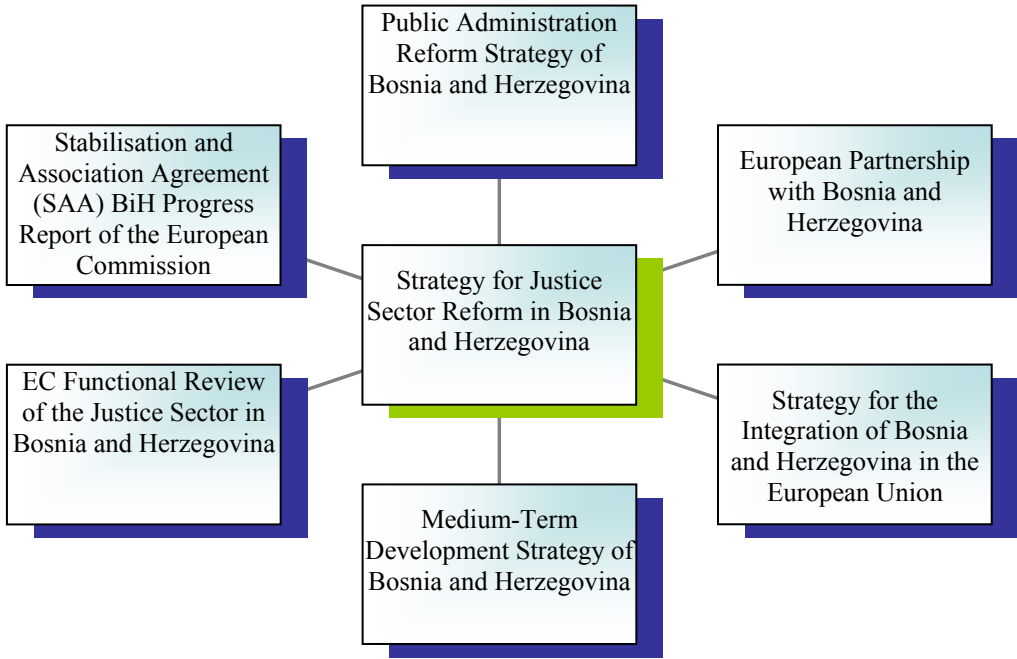 Public Administration
Reform Strategy of
Bosnia and Herzegovina
Stabilisation and
Association Agreement
(SAA) BiH Progress
Report of the European
Commission
European Partnership
with Bosnia and
Herzegovina
Strategy for Justice
Sector Reform in Bosnia
and Herzegovina
EC Functional Review
of the Justice Sector in
Bosnia and Herzegovina
Strategy for the
Integration of Bosnia
and Herzegovina in the
European Union
Medium-Term
Development Strategy of
Bosnia and Herzegovina